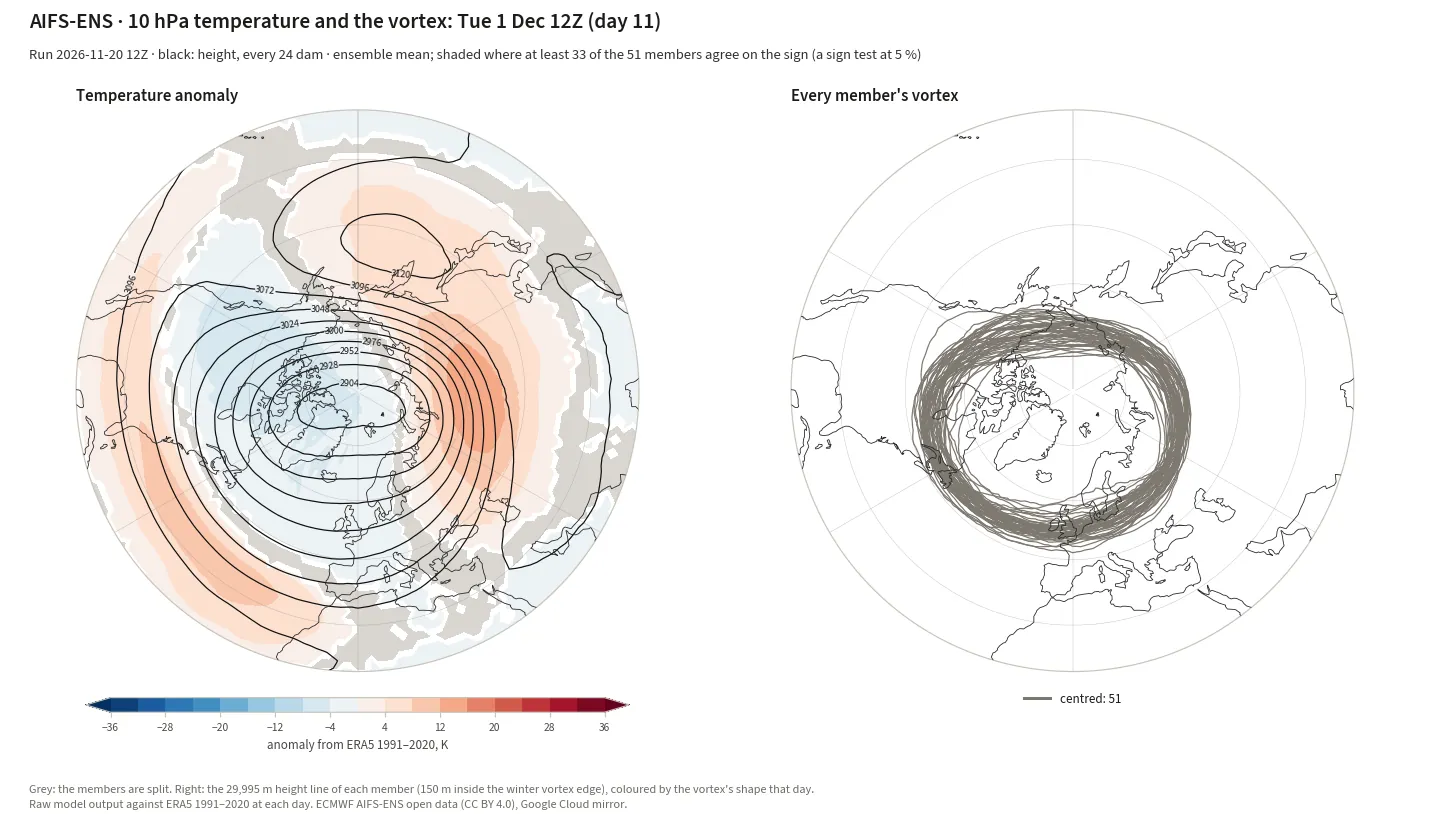 AIFS-ENS · 10 hPa temperature and the vortex: Tue 1 Dec 12Z (day 11)
Run 2026-11-20 12Z · black: height, every 24 dam · ensemble mean; shaded where at least 33 of the 51 members agree on the sign (a sign test at 5 %)
Temperature anomaly
Every member's vortex
3120
3096
3096
3072
3048
3024
3000
2976
2952
2928
2904
centred: 51
−36 −28 −20 −12 −4 4 12 20 28 36
anomaly from ERA5 1991–2020, K
Grey: the members are split. Right: the 29,995 m height line of each member (150 m inside the winter vortex edge), coloured by the vortex's shape that day.
Raw model output against ERA5 1991–2020 at each day. ECMWF AIFS-ENS open data (CC BY 4.0), Google Cloud mirror.